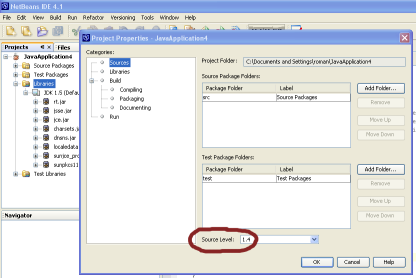 NetBeans IDE 4.1
File Edit View Build Run Refactor Versioning Tools Window Help
Projects
Files
JavaApplication4
Source Packages
Test Packages
Libraries
JDK 1.5 (Defau
rt.jar
jsse.jar
jce.jar
charsets.j
dnsns.jar
localedata
sunjce_pro
sunpkcs11
Test Libraries
Navigator
Project Properties - JavaApplication4
Categories:
Sources
Libraries
Build
Compiling
Packaging
Documenting
Run
Project Folder: C:\Documents and Settings\roman\JavaApplication4
Source Package Folders:
Package Folder Label
src Source Packages
Add Folder...
Remove
Move Up
Move Down
Test Package Folders:
Package Folder Label
test Test Packages
Add Folder...
Remove
Move Up
Move Down
Source Level: 1.4
OK Cancel Help